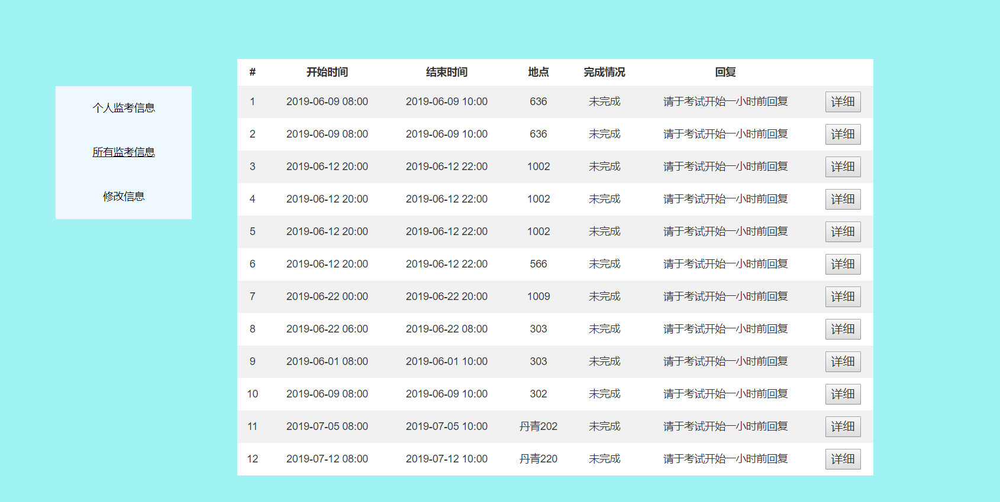 个人监考信息
所有监考信息
修改信息
# 开始时间 结束时间 地点 完成情况 回复
1 2019-06-09 08:00 2019-06-09 10:00 636 未完成 请于考试开始一小时前回复 详细
2 2019-06-09 08:00 2019-06-09 10:00 636 未完成 请于考试开始一小时前回复 详细
3 2019-06-12 20:00 2019-06-12 22:00 1002 未完成 请于考试开始一小时前回复 详细
4 2019-06-12 20:00 2019-06-12 22:00 1002 未完成 请于考试开始一小时前回复 详细
5 2019-06-12 20:00 2019-06-12 22:00 1002 未完成 请于考试开始一小时前回复 详细
6 2019-06-12 20:00 2019-06-12 22:00 566 未完成 请于考试开始一小时前回复 详细
7 2019-06-22 00:00 2019-06-22 20:00 1009 未完成 请于考试开始一小时前回复 详细
8 2019-06-22 06:00 2019-06-22 08:00 303 未完成 请于考试开始一小时前回复 详细
9 2019-06-01 08:00 2019-06-01 10:00 303 未完成 请于考试开始一小时前回复 详细
10 2019-06-09 08:00 2019-06-09 10:00 302 未完成 请于考试开始一小时前回复 详细
11 2019-07-05 08:00 2019-07-05 10:00 丹青202 未完成 请于考试开始一小时前回复 详细
12 2019-07-12 08:00 2019-07-12 10:00 丹青220 未完成 请于考试开始一小时前回复 详细